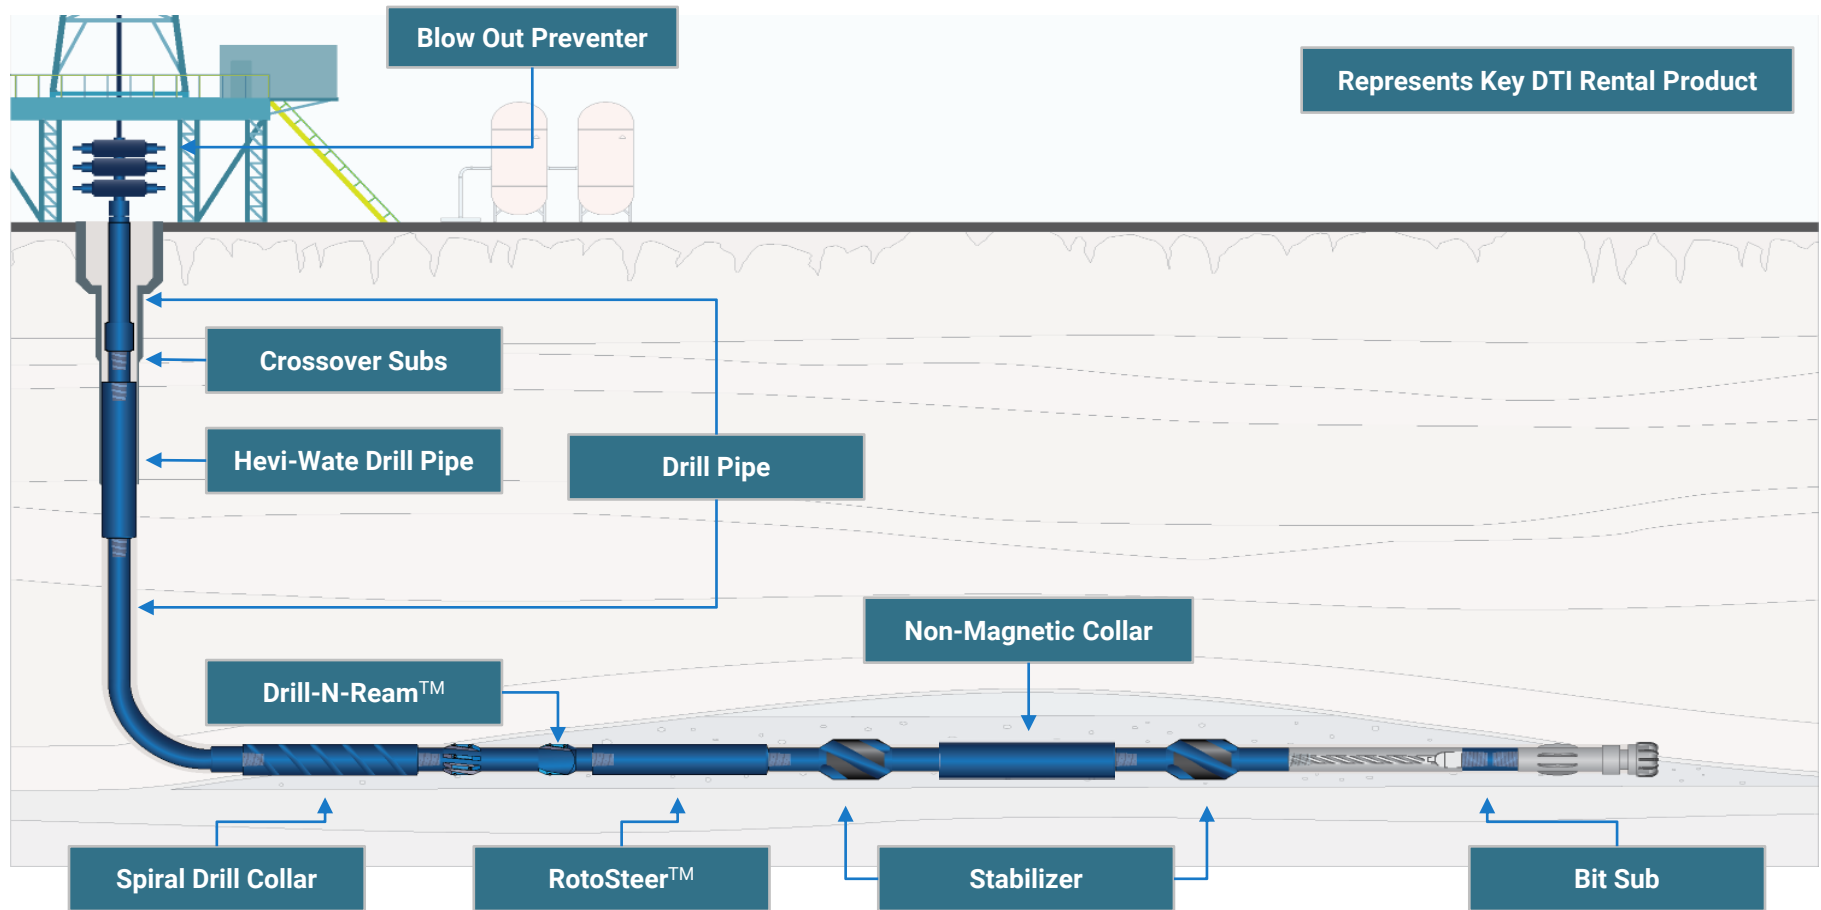 Blow Out Preventer
Represents Key DTI Rental Product
Crossover Subs
Hevi-Wate Drill Pipe
Drill Pipe
Non-Magnetic Collar
Drill-N-Ream™
Spiral Drill Collar
RotoSteer™
Stabilizer
Bit Sub